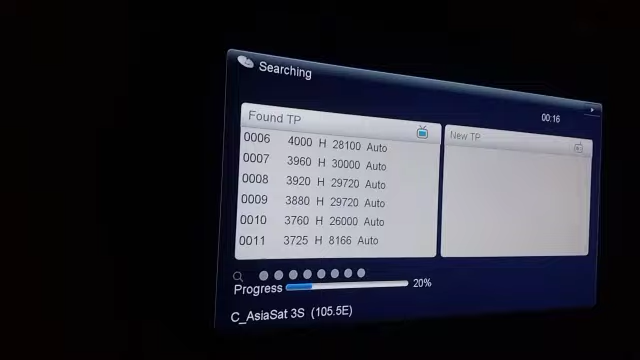 Searching
00:16
Found TP
0006 4000 H 28100 Auto
0007 3960 H 30000 Auto
0008 3920 H 29720 Auto
0009 3880 H 29720 Auto
0010 3760 H 26000 Auto
0011 3725 H 8166 Auto
New TP
Progress 20%
C_AsiaSat 3S (105.5E)